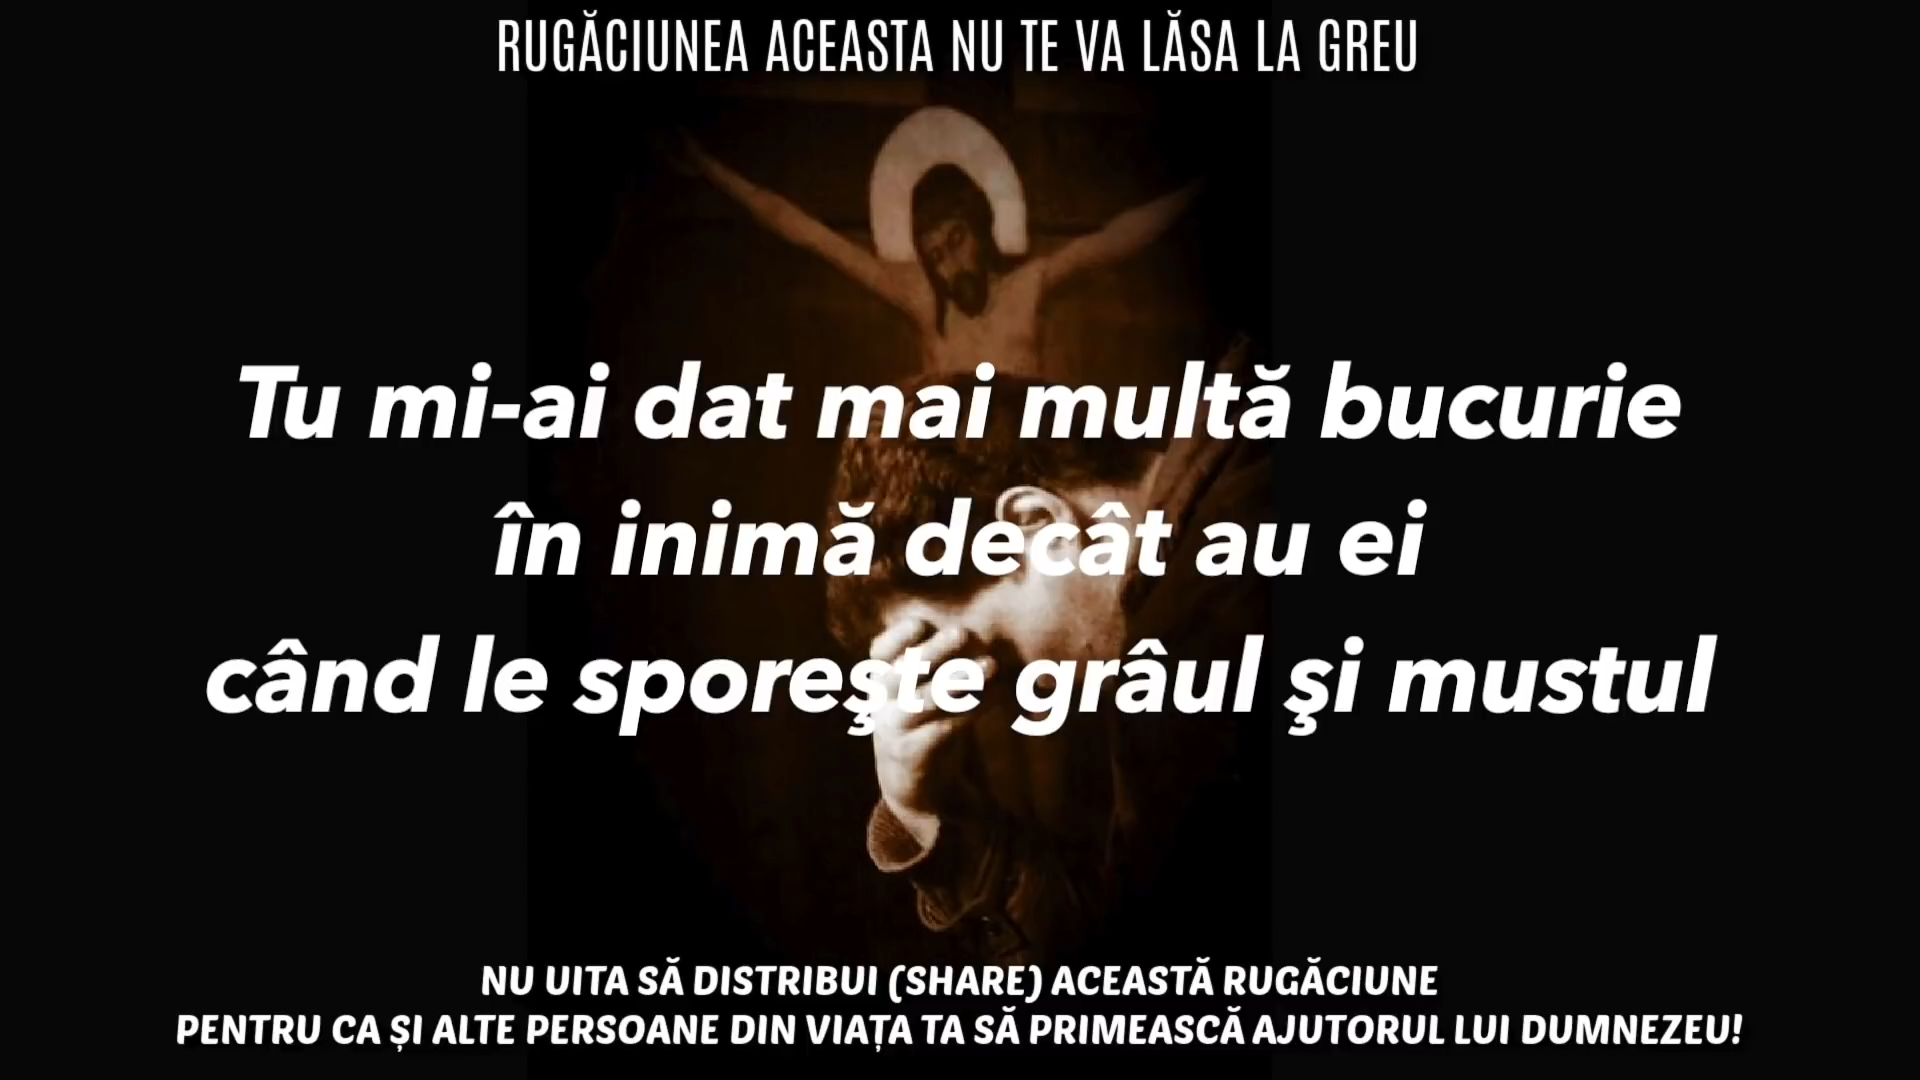 RUGĂCIUNEA ACEASTA NU TE VA LĂSA LA GREU
Tu mi-ai dat mai multă bucurie
în inimă decât au ei
când le sporeşte grâul şi mustul
NU UITA SĂ DISTRIBUI (SHARE) ACEASTĂ RUGĂCIUNE
PENTRU CA ȘI ALTE PERSOANE DIN VIAȚA TA SĂ PRIMEASCĂ AJUTORUL LUI DUMNEZEU!